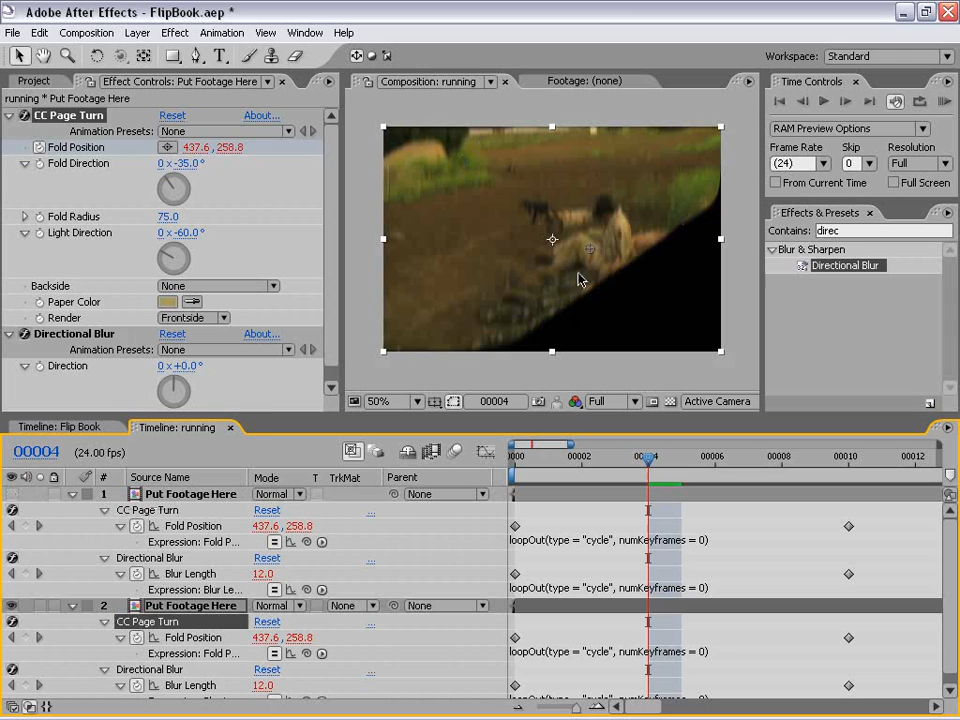 Adobe After Effects - FlipBook.aep *
File Edit Composition Layer Effect Animation View Window Help
Workspace: Standard
Project Effect Controls: Put Footage Here
running * Put Footage Here
CC Page Turn Reset About...
Animation Presets: None
Fold Position 437.6, 258.8
Fold Direction 0 x -35.0°
Fold Radius 75.0
Light Direction 0 x -60.0°
Backside None
Paper Color
Render Frontside
Directional Blur Reset About...
Animation Presets: None
Direction 0 x +0.0°
Composition: running Footage: (none)
50% 00004 Full Active Camera
Time Controls
RAM Preview Options
Frame Rate Skip Resolution
(24) 0 Full
From Current Time Full Screen
Effects & Presets
Contains: direc
Blur & Sharpen
Directional Blur
Timeline: Flip Book Timeline: running
00004 (24.00 fps)
0000 00002 00004 00006 00008 00010 00012
# Source Name Mode T TrkMat Parent
1 Put Footage Here Normal None
CC Page Turn Reset ...
Fold Position 437.6, 258.8
Expression: Fold P... loopOut(type = "cycle", numKeyframes = 0)
Directional Blur Reset ...
Blur Length 12.0
Expression: Blur Le... loopOut(type = "cycle", numKeyframes = 0)
2 Put Footage Here Normal None None
CC Page Turn Reset ...
Fold Position 437.6, 258.8
Expression: Fold P... loopOut(type = "cycle", numKeyframes = 0)
Directional Blur Reset ...
Blur Length 12.0